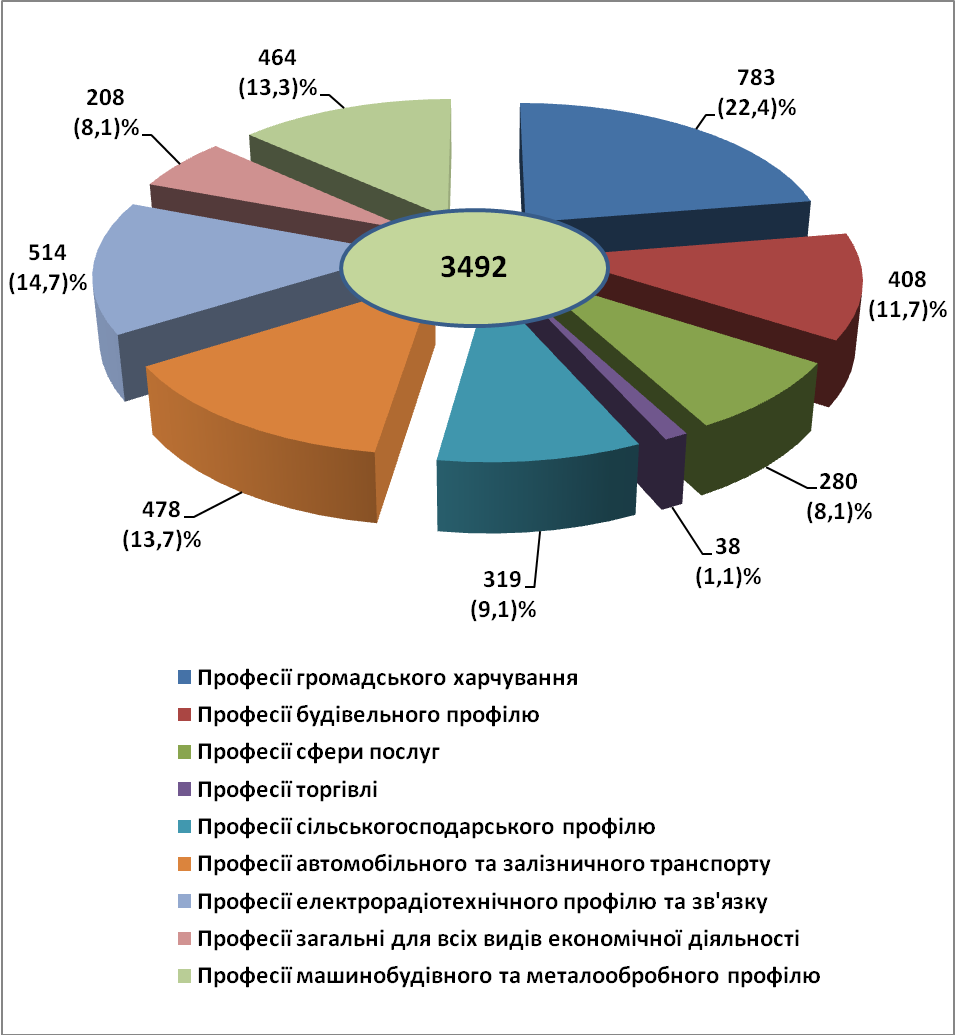 464
(13,3)%
783
(22,4)%
208
(8,1)%
514
(14,7)%
3492
408
(11,7)%
478
(13,7)%
280
(8,1)%
38
(1,1)%
319
(9,1)%
Професії громадського харчування
Професії будівельного профілю
Професії сфери послуг
Професії торгівлі
Професії сільськогосподарського профілю
Професії автомобільного та залізничного транспорту
Професії електрорадіотехнічного профілю та зв'язку
Професії загальні для всіх видів економічної діяльності
Професії машинобудівного та металообробного профілю